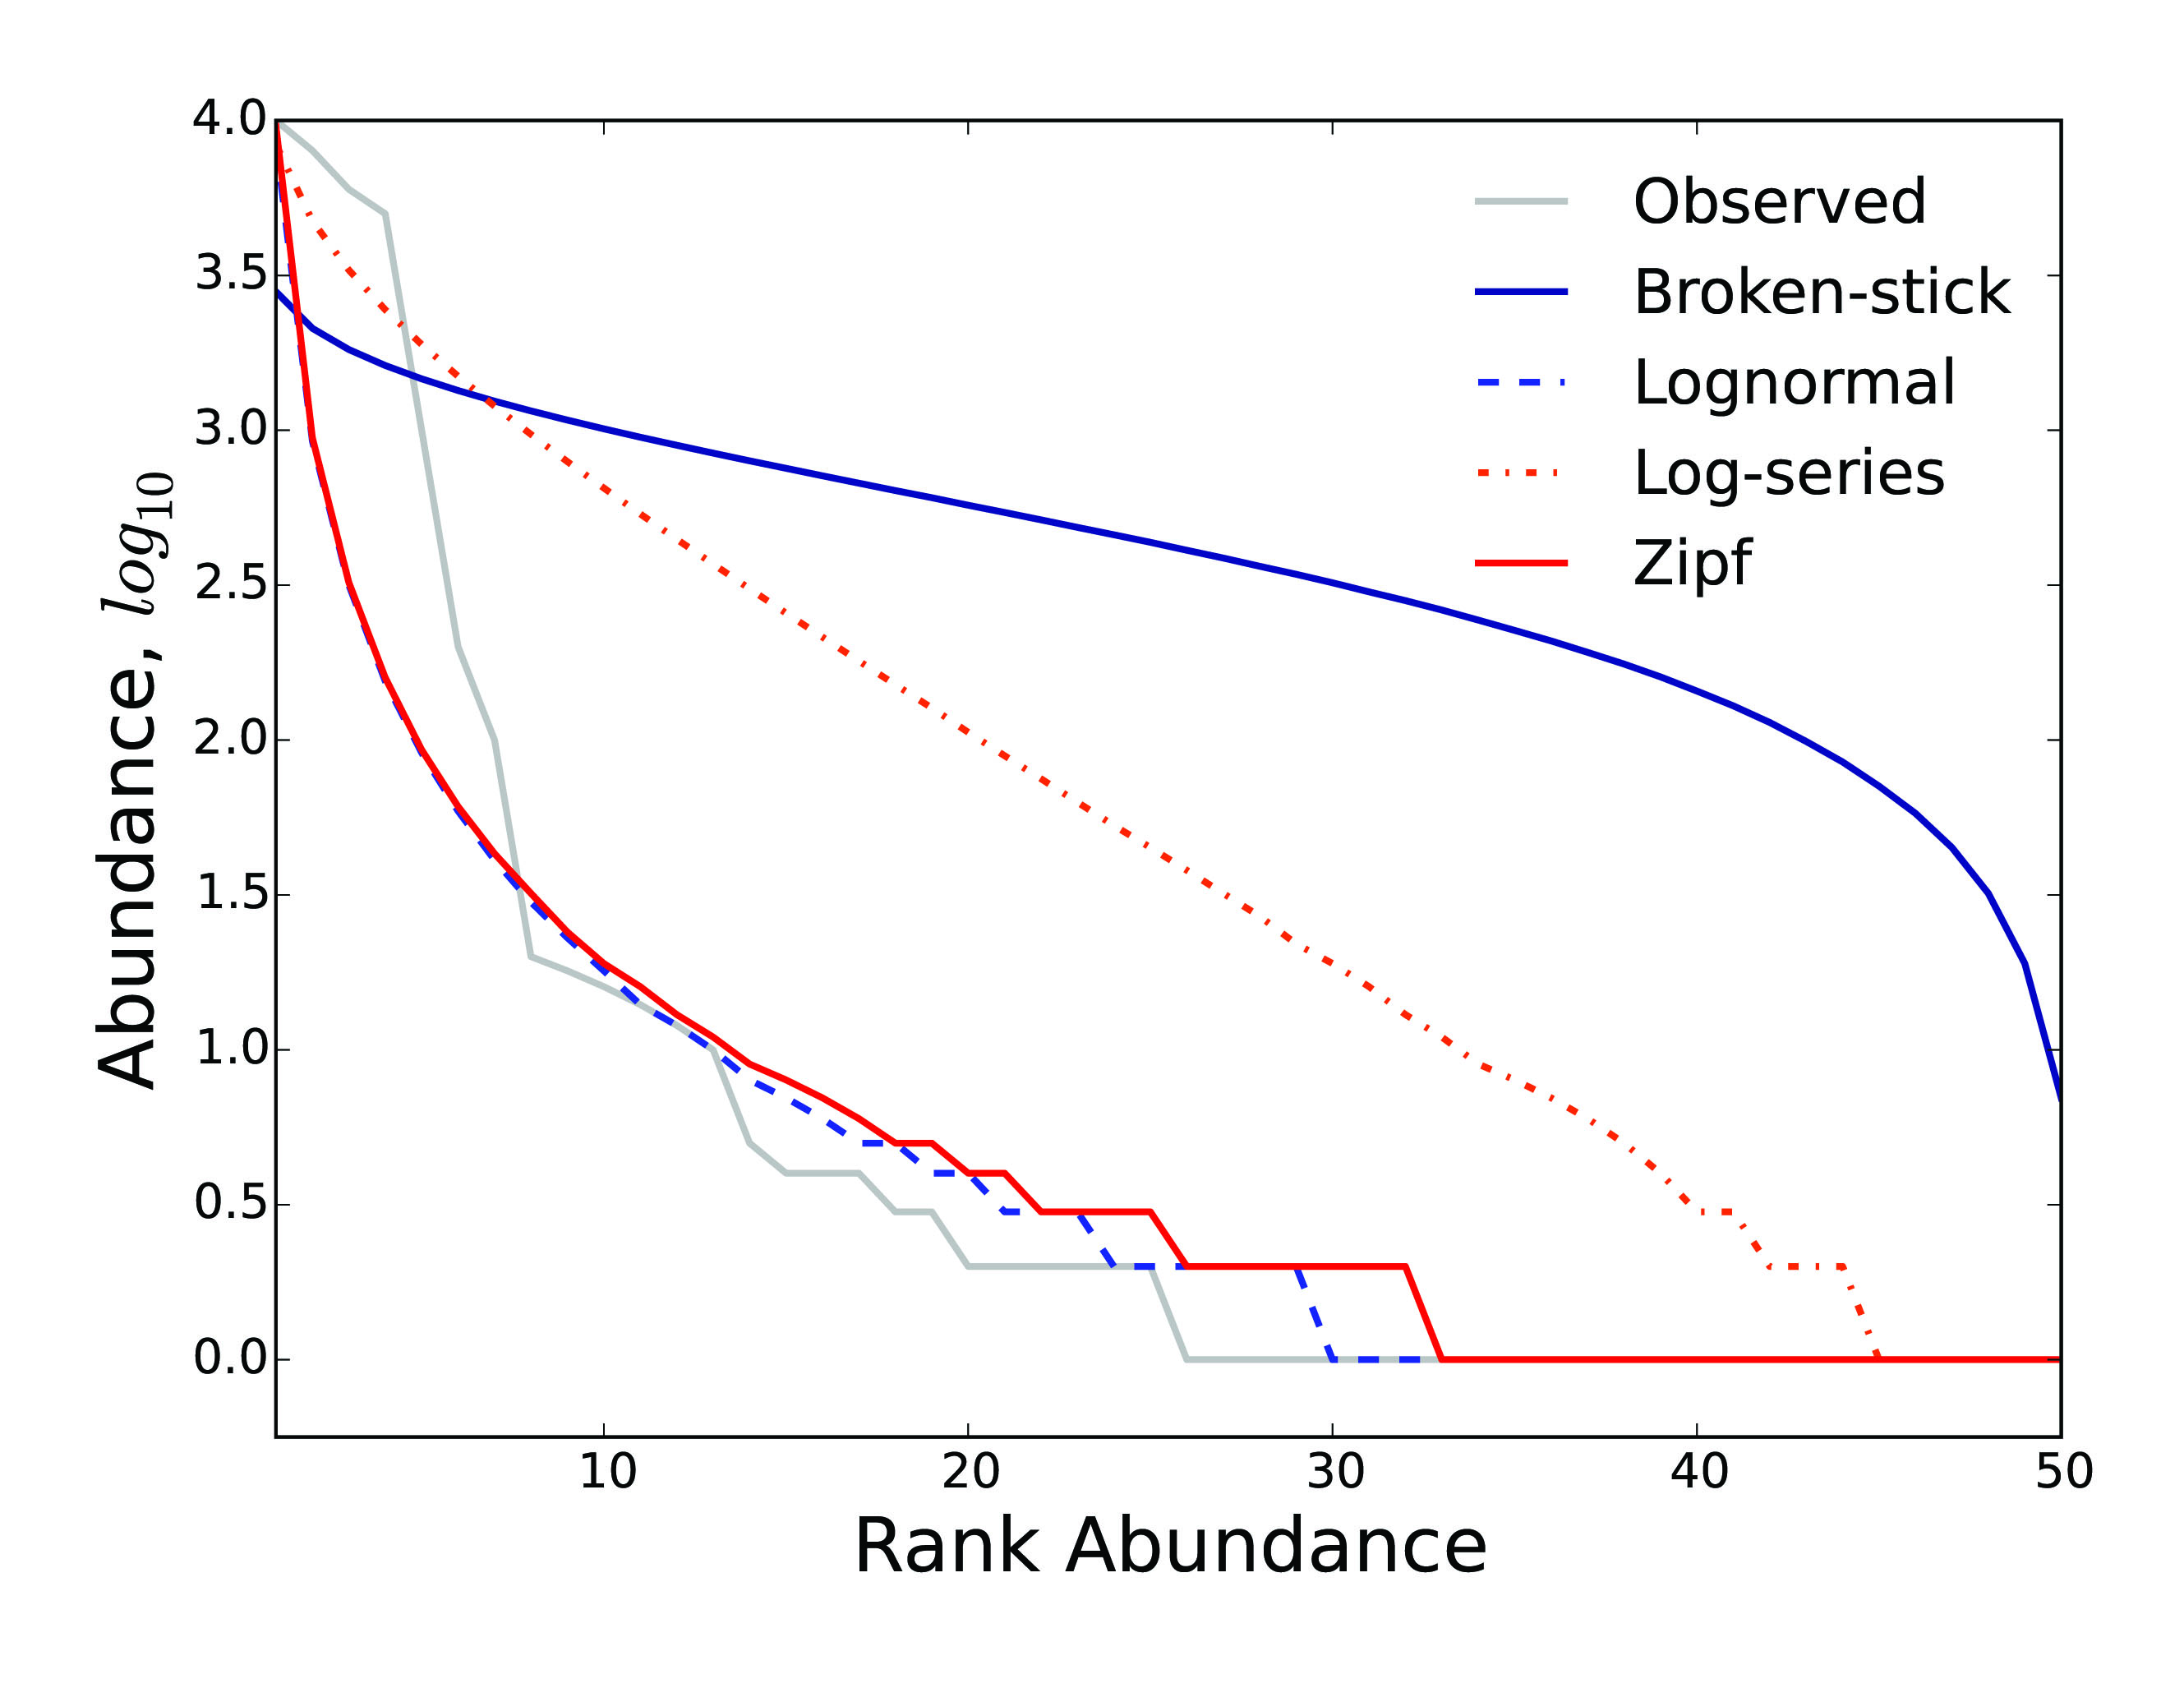 4.0
3.5
3.0
2.5
2.0
1.5
1.0
0.5
0.0
Abundance, log10
Observed
Broken-stick
Lognormal
Log-series
Zipf
10 20 30 40 50
Rank Abundance